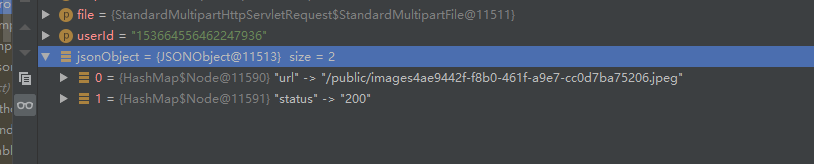 file = {StandardMultipartHttpServletRequest$StandardMultipartFile@11511}
userId = "153664556462247936"
jsonObject = {JSONObject@11513} size = 2
0 = {HashMap$Node@11590} "url" -> "/public/images4ae9442f-f8b0-461f-a9e7-cc0d7ba75206.jpeg"
1 = {HashMap$Node@11591} "status" -> "200"